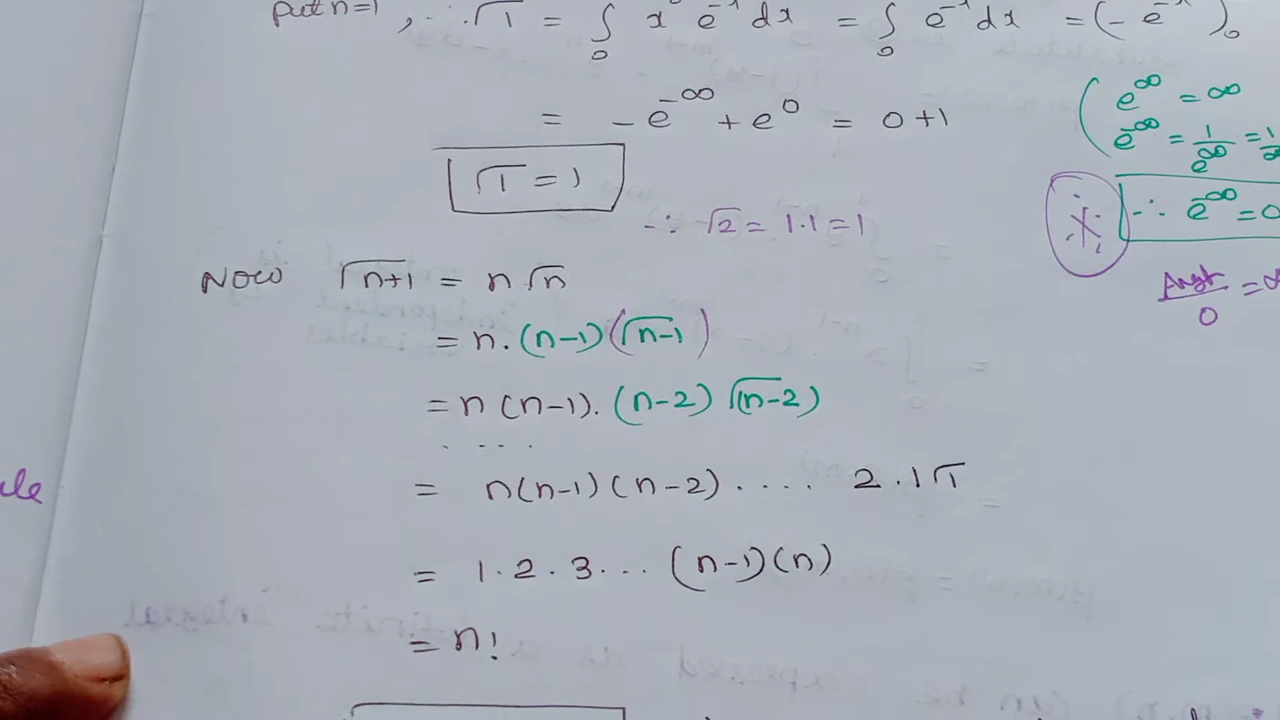 put n=1, ∴ Γ1 = ∫₀ x⁰ e⁻ˣ dx = ∫₀ e⁻ˣ dx = (-e⁻ˣ)₀
= -e^-∞ + e⁰ = 0+1
(e^∞ = ∞
e^-∞ = 1/e^∞ = 1/∞
Γ1 = 1
∴ e^-∞ = 0
∴ Γ2 = 1.1 = 1
Now Γn+1 = n Γn
/0 = ∞
= n.(n-1)(Γn-1)
= n(n-1).(n-2) Γ(n-2)
. . . .
= n(n-1)(n-2) . . . . 2.1Γ1
= 1.2.3... (n-1)(n)
= n!